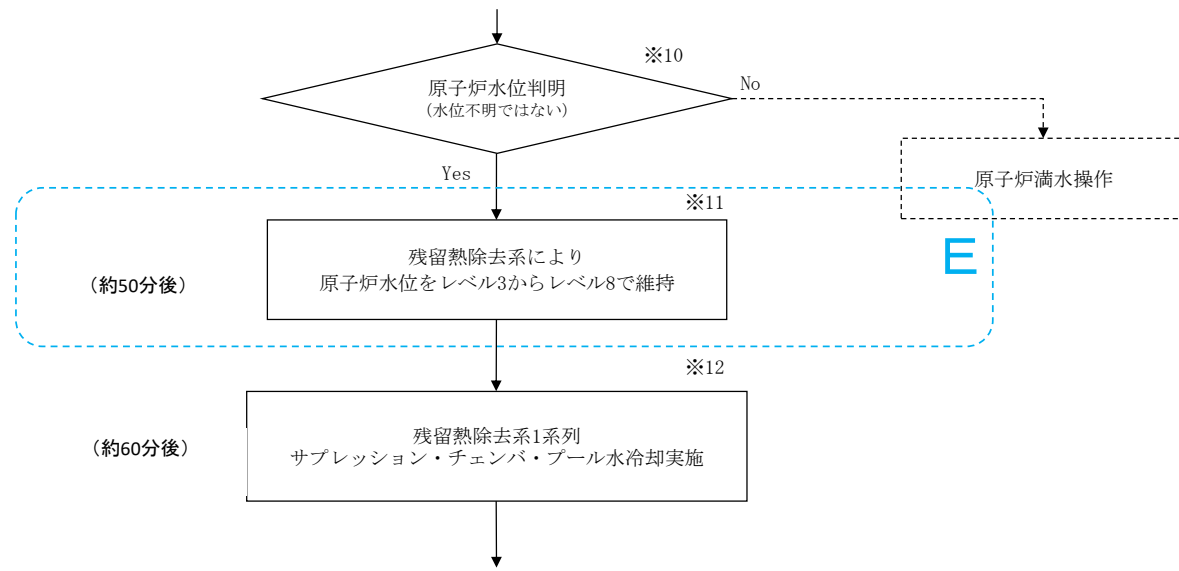 ※10
原子炉水位判明
(水位不明ではない)
No
原子炉満水操作
Yes
※11
E
残留熱除去系により
原子炉水位をレベル3からレベル8で維持
（約50分後）
※12
残留熱除去系1系列
サプレッション・チェンバ・プール水冷却実施
（約60分後）